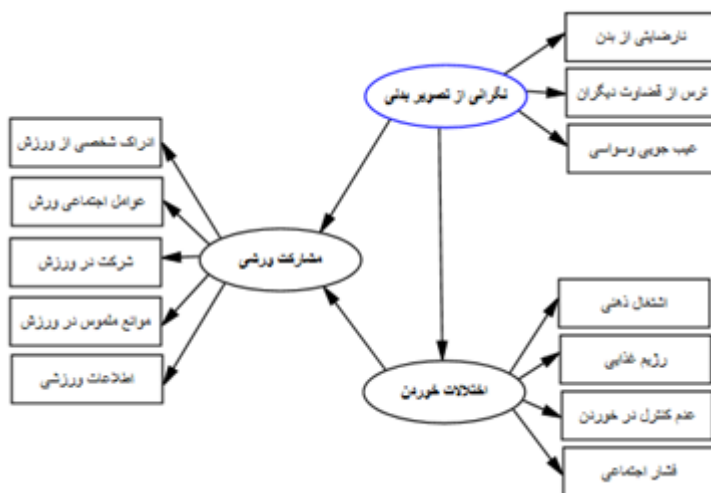 نارضایتی از بدن
ترس از قضاوت دیگران
عیب جویی وسواسی
نگرانی از تصویر بدنی
ادراک شخصی از ورزش
عوامل اجتماعی ورش
شرکت در ورزش
موانع ملموس در ورزش
اطلاعات ورزشی
مشارکت ورشی
اشتغال ذهنی
رژیم غذایی
عدم کنترل در خوردن
فشار اجتماعی
اختلالات خوردن